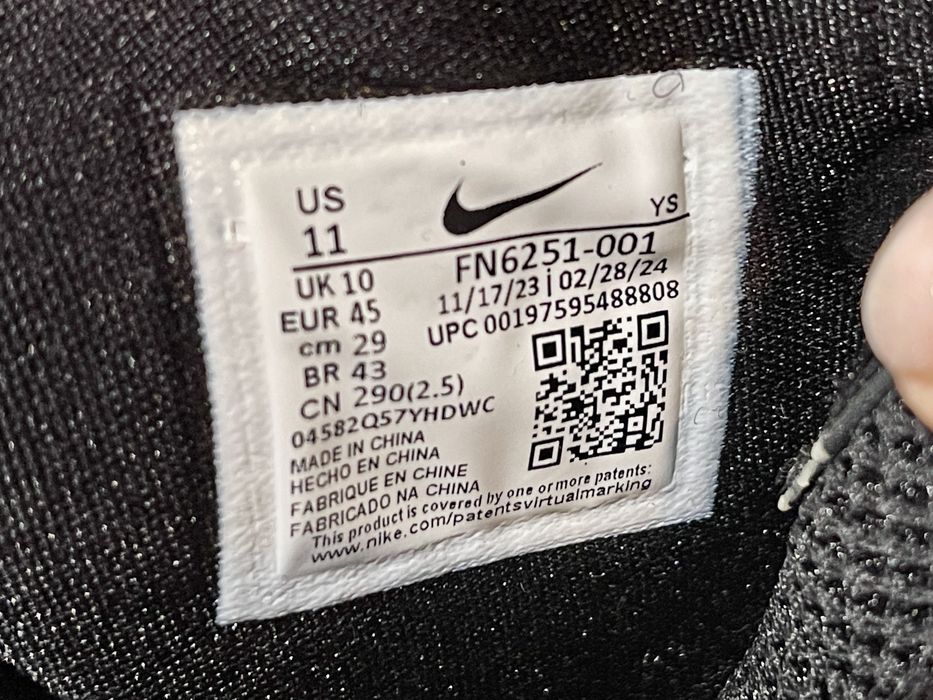 US
11
YS
UK 10
EUR 45
cm 29
BR 43
CN 290(2.5)
FN6251-001
11/17/23 | 02/28/24
UPC 00197595488808
04582Q57YHDWC
MADE IN CHINA
HECHO EN CHINA
FABRIQUE EN CHINE
FABRICADO NA CHINA
This product is covered by one or more patents:
www.nike.com/patentsvirtualmarking